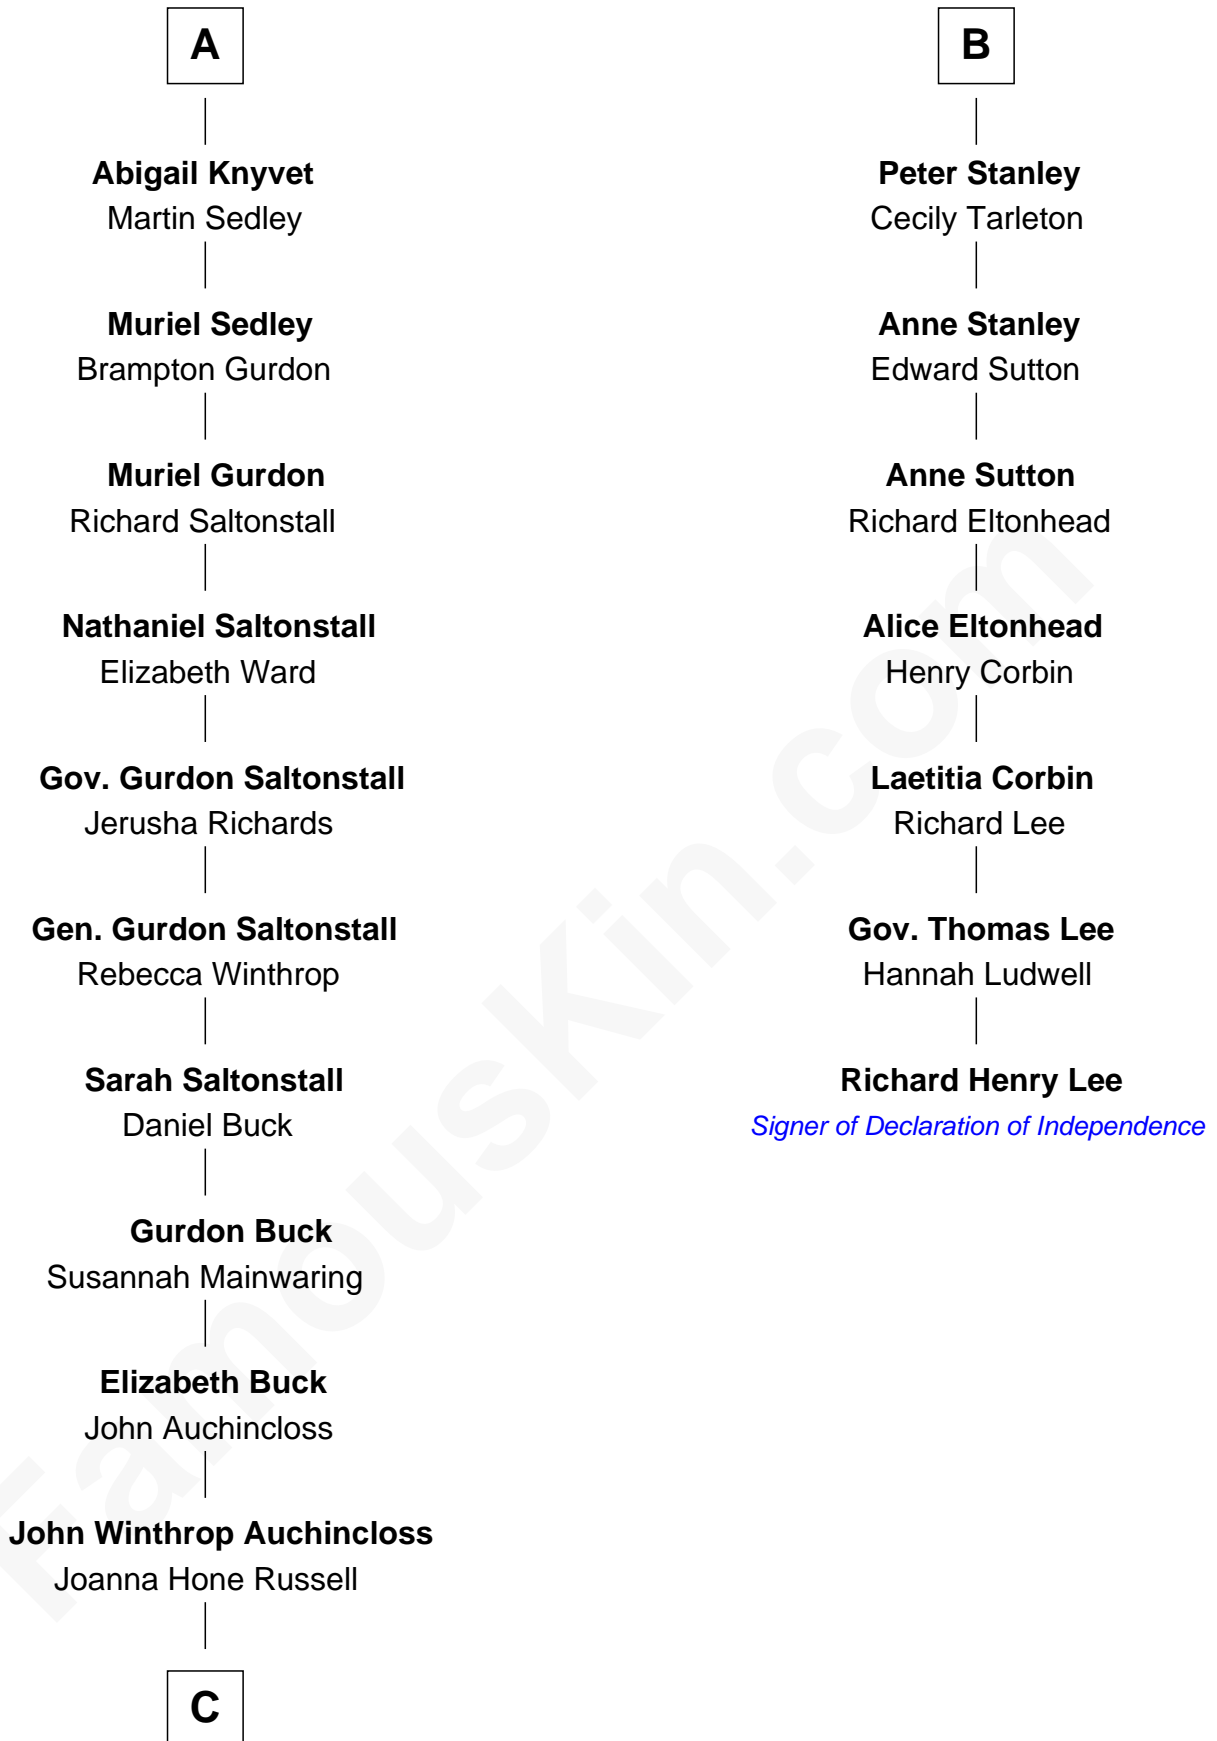 A
Abigail Knyvet
Martin Sedley
Muriel Sedley
Brampton Gurdon
Muriel Gurdon
Richard Saltonstall
Nathaniel Saltonstall
Elizabeth Ward
Gov. Gurdon Saltonstall
Jerusha Richards
Gen. Gurdon Saltonstall
Rebecca Winthrop
Sarah Saltonstall
Daniel Buck
Gurdon Buck
Susannah Mainwaring
Elizabeth Buck
John Auchincloss
John Winthrop Auchincloss
Joanna Hone Russell
C
B
Peter Stanley
Cecily Tarleton
Anne Stanley
Edward Sutton
Anne Sutton
Richard Eltonhead
Alice Eltonhead
Henry Corbin
Laetitia Corbin
Richard Lee
Gov. Thomas Lee
Hannah Ludwell
Richard Henry Lee
Signer of Declaration of Independence
FamousKin.com